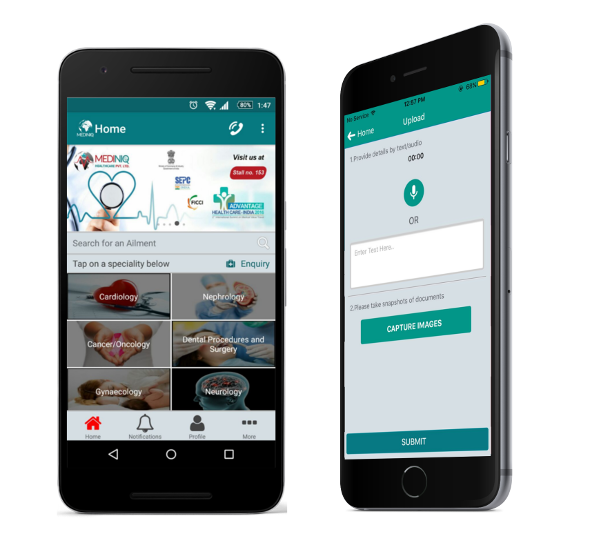 80% 1:47
MEDINIQ
Home
MEDINIQ
HEALTHCARE PVT. LTD.
Visit us at
Stall no. 153
SEPC
FICCI
ADVANTAGE
HEALTH CARE-INDIA 2016
Search for an Ailment
Tap on a speciality below
Enquiry
Cardiology
Nephrology
Cancer/Oncology
Dental Procedures and
Surgery
Gynaecology
Neurology
Home
Notifications
Profile
More
No Service
12:57 PM
68%
Home
Upload
1.Provide details by text/audio
00:00
OR
Enter Text Here..
2.Please take snapshots of documents
CAPTURE IMAGES
SUBMIT